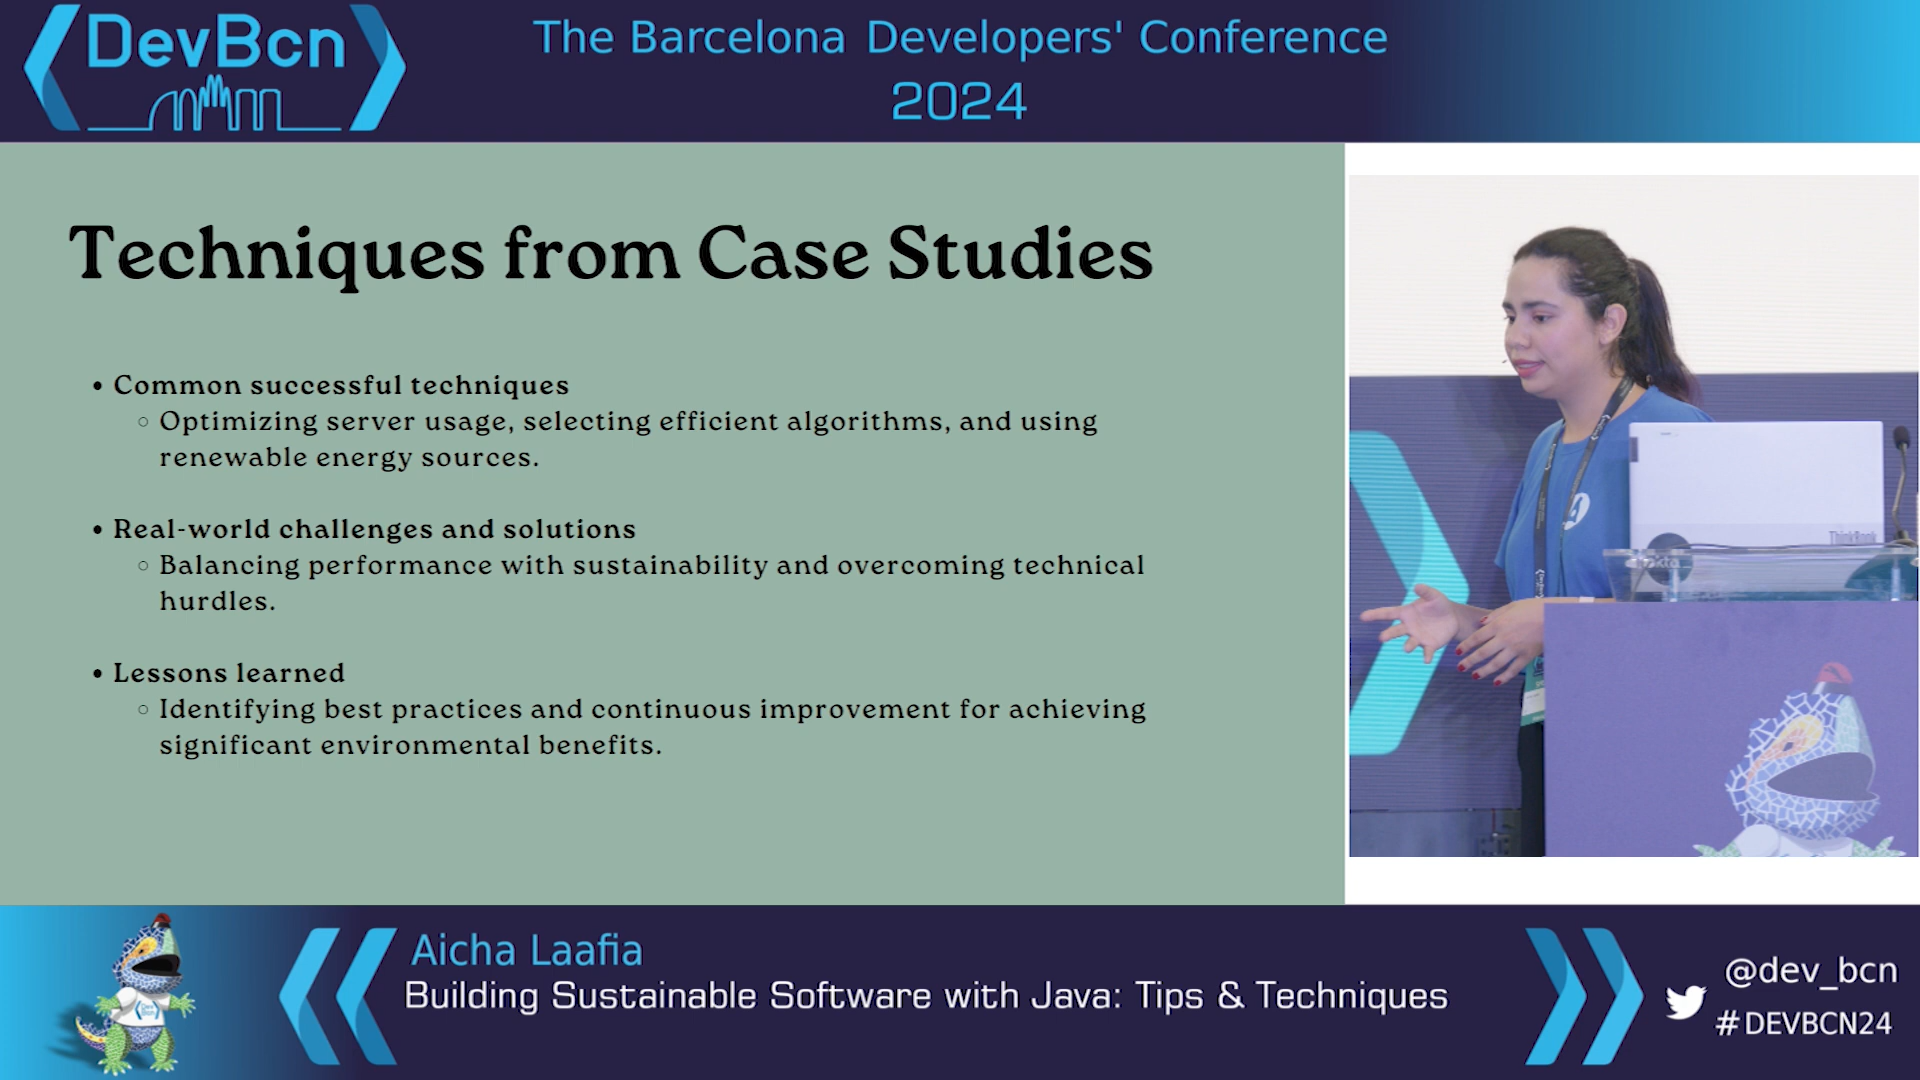 DevBcn
The Barcelona Developers' Conference
2024
Techniques from Case Studies
• Common successful techniques
○ Optimizing server usage, selecting efficient algorithms, and using
renewable energy sources.
• Real-world challenges and solutions
○ Balancing performance with sustainability and overcoming technical
hurdles.
• Lessons learned
○ Identifying best practices and continuous improvement for achieving
significant environmental benefits.
ThinkBook
Aicha Laafia
Building Sustainable Software with Java: Tips & Techniques
@dev_bcn
#DEVBCN24